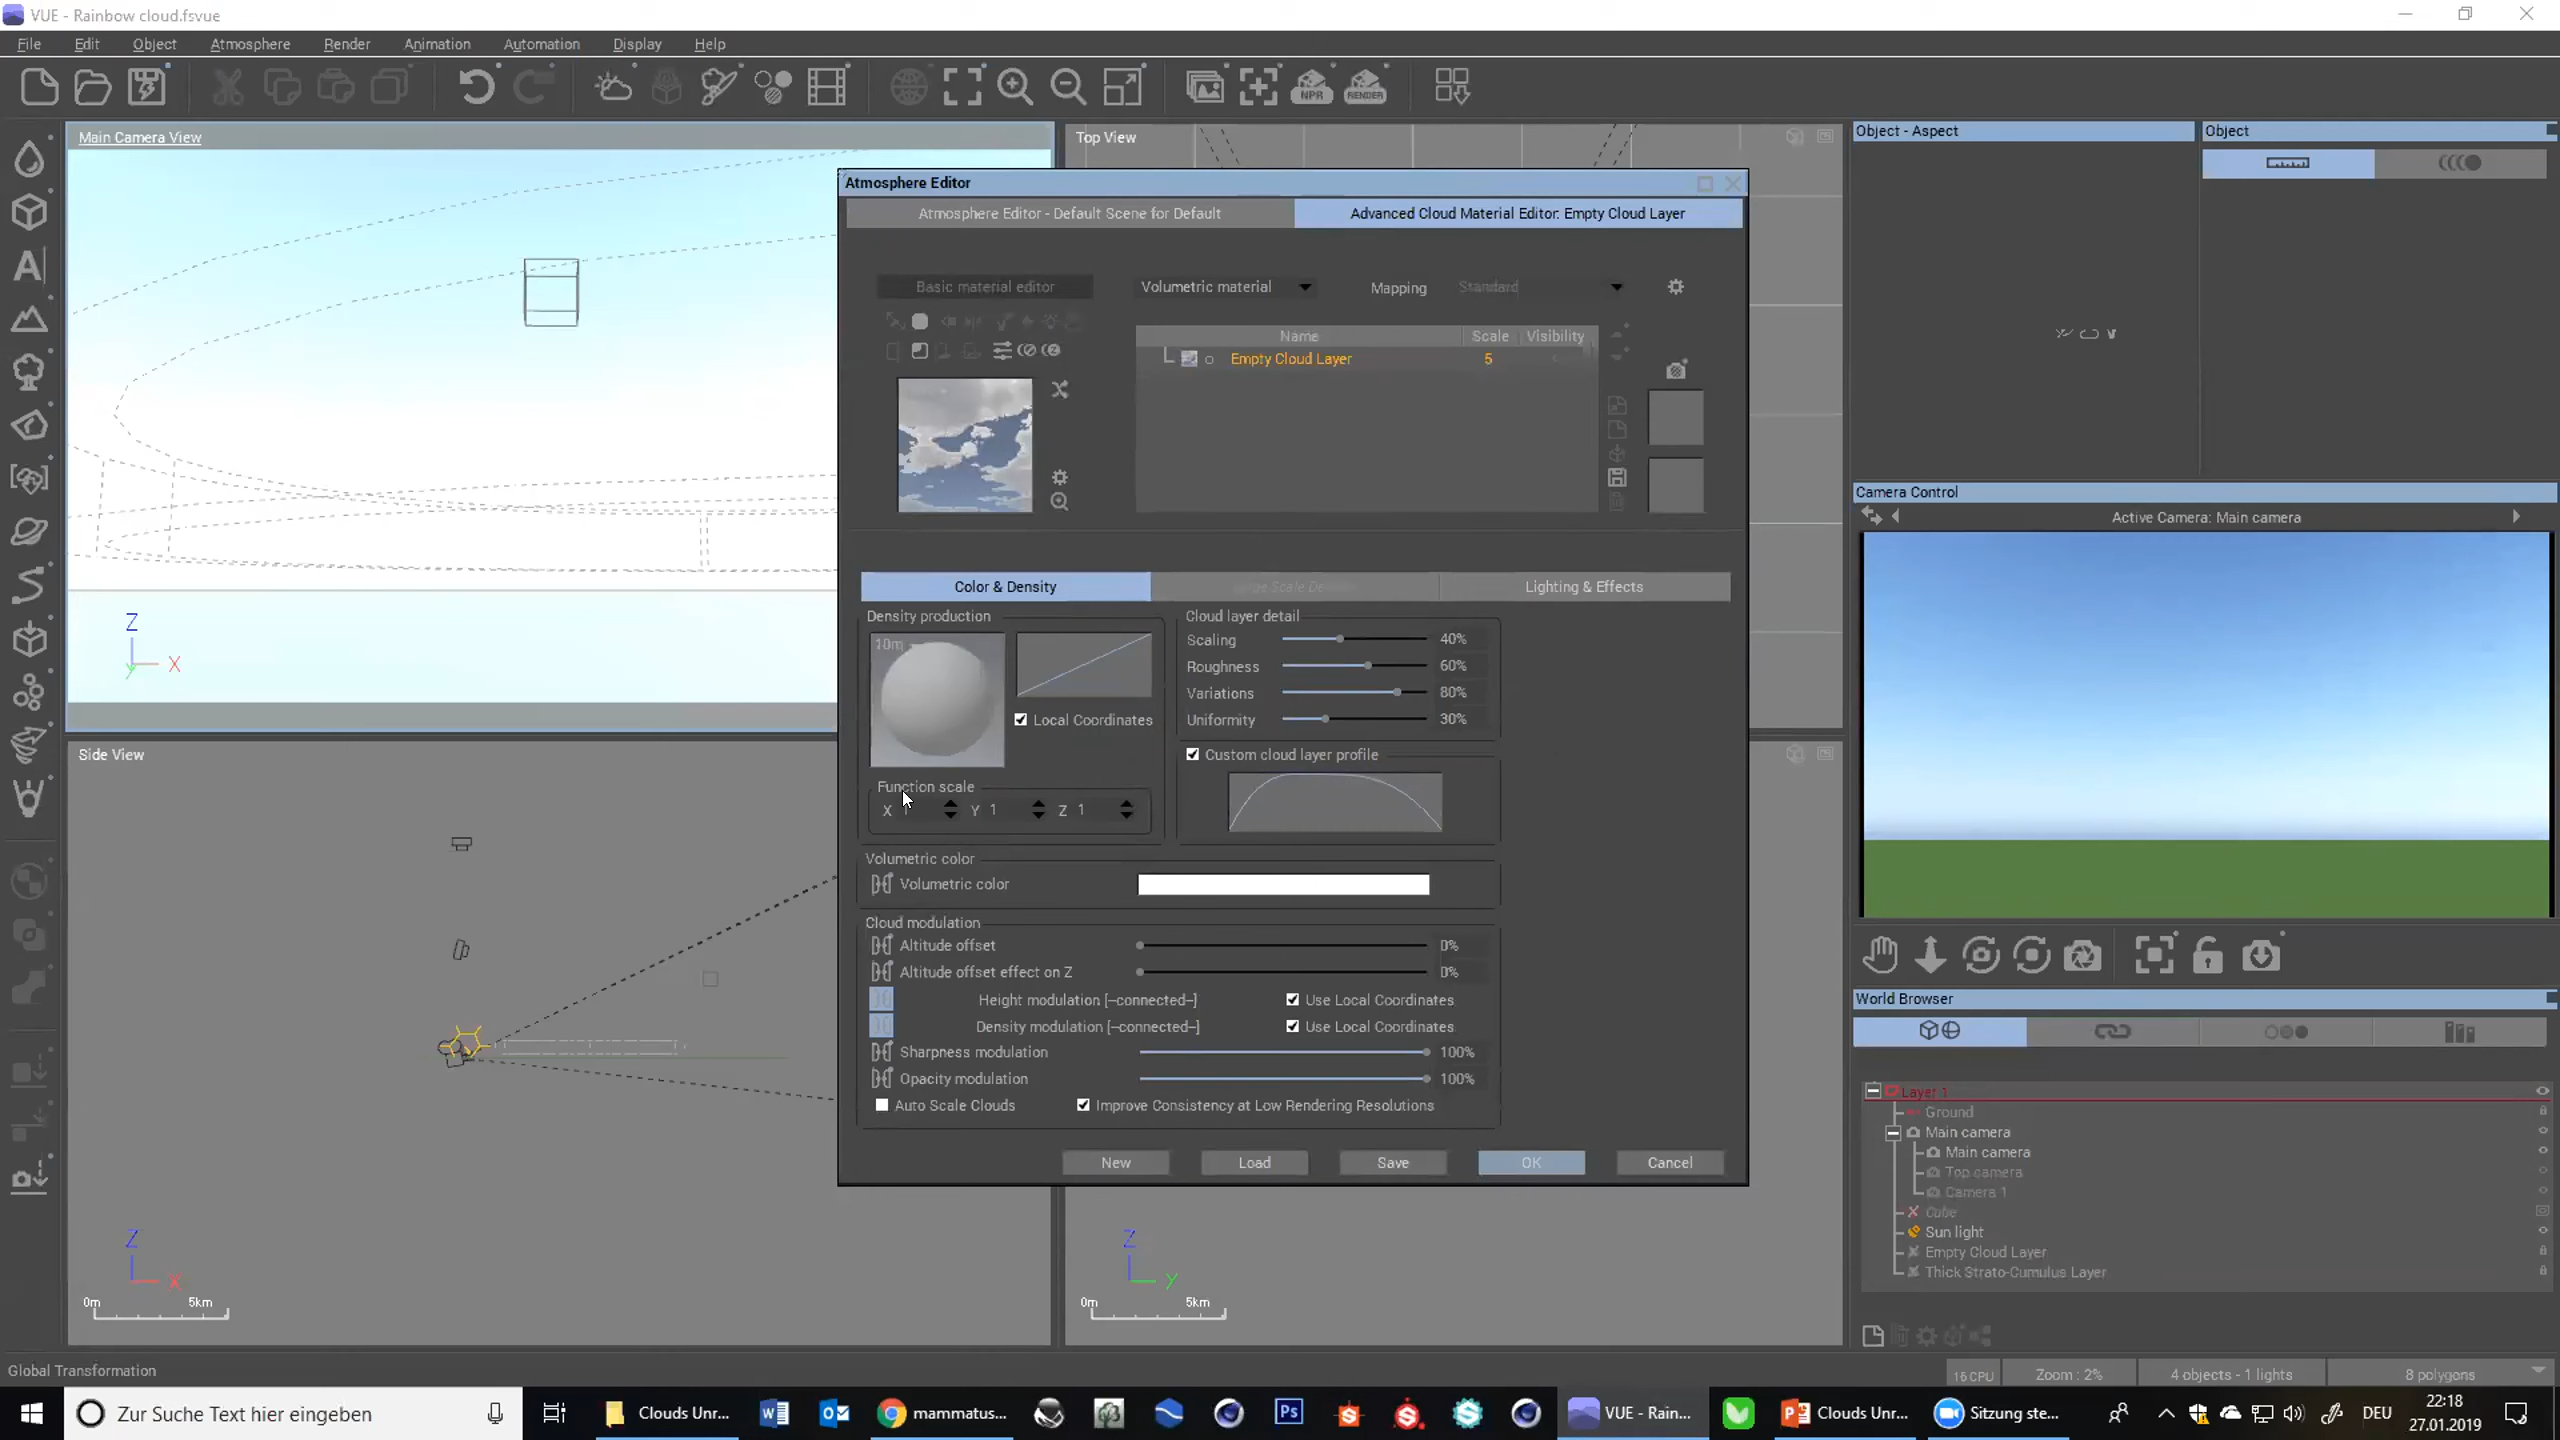 VUE - Rainbow cloud.fsvue
File Edit Object Atmosphere Render Animation Automation Display Help
NPR RENDER
Main Camera View
Top View
Object - Aspect
Object
Atmosphere Editor
Atmosphere Editor - Default Scene for Default
Advanced Cloud Material Editor: Empty Cloud Layer
Basic material editor
Volumetric material
Mapping
Standard
Name Scale Visibility
Empty Cloud Layer 5
Camera Control
Active Camera: Main camera
Color & Density
Lighting & Effects
Density production
10m
Local Coordinates
Function scale
X Y 1 Z 1
Cloud layer detail
Scaling 40%
Roughness 60%
Variations 80%
Uniformity 30%
Custom cloud layer profile
Volumetric color
Volumetric color
Cloud modulation
Altitude offset 0%
Altitude offset effect on Z 0%
Height modulation [--connected--] Use Local Coordinates
Density modulation [--connected--] Use Local Coordinates
Sharpness modulation 100%
Opacity modulation 100%
Auto Scale Clouds
Improve Consistency at Low Rendering Resolutions
New Load Save OK Cancel
Z
X
Y
Side View
Z
X
0m 5km
Z
y
0m 5km
World Browser
Layer 1
Ground
Main camera
Main camera
Top camera
Camera 1
Cube
Sun light
Empty Cloud Layer
Thick Strato-Cumulus Layer
Global Transformation
16 CPU
Zoom : 2%
4 objects - 1 lights
8 polygons
Zur Suche Text hier eingeben
Clouds Unr...
mammatus...
Ps
VUE - Rain...
Clouds Unr...
Sitzung ste...
DEU
22:18
27.01.2019